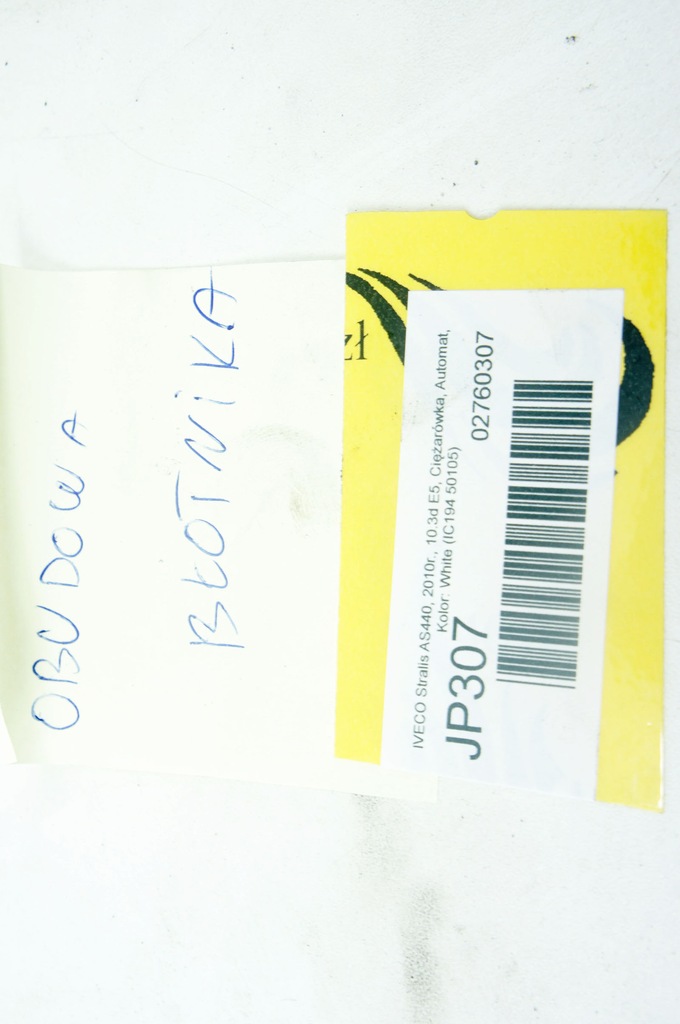 OBUDOWA
BŁOTNIKA
zł
IVECO Stralis AS440, 2010r., 10.3d E5, Ciężarówka, Automat,
Kolor: White (IC194 50105)
JP307 02760307